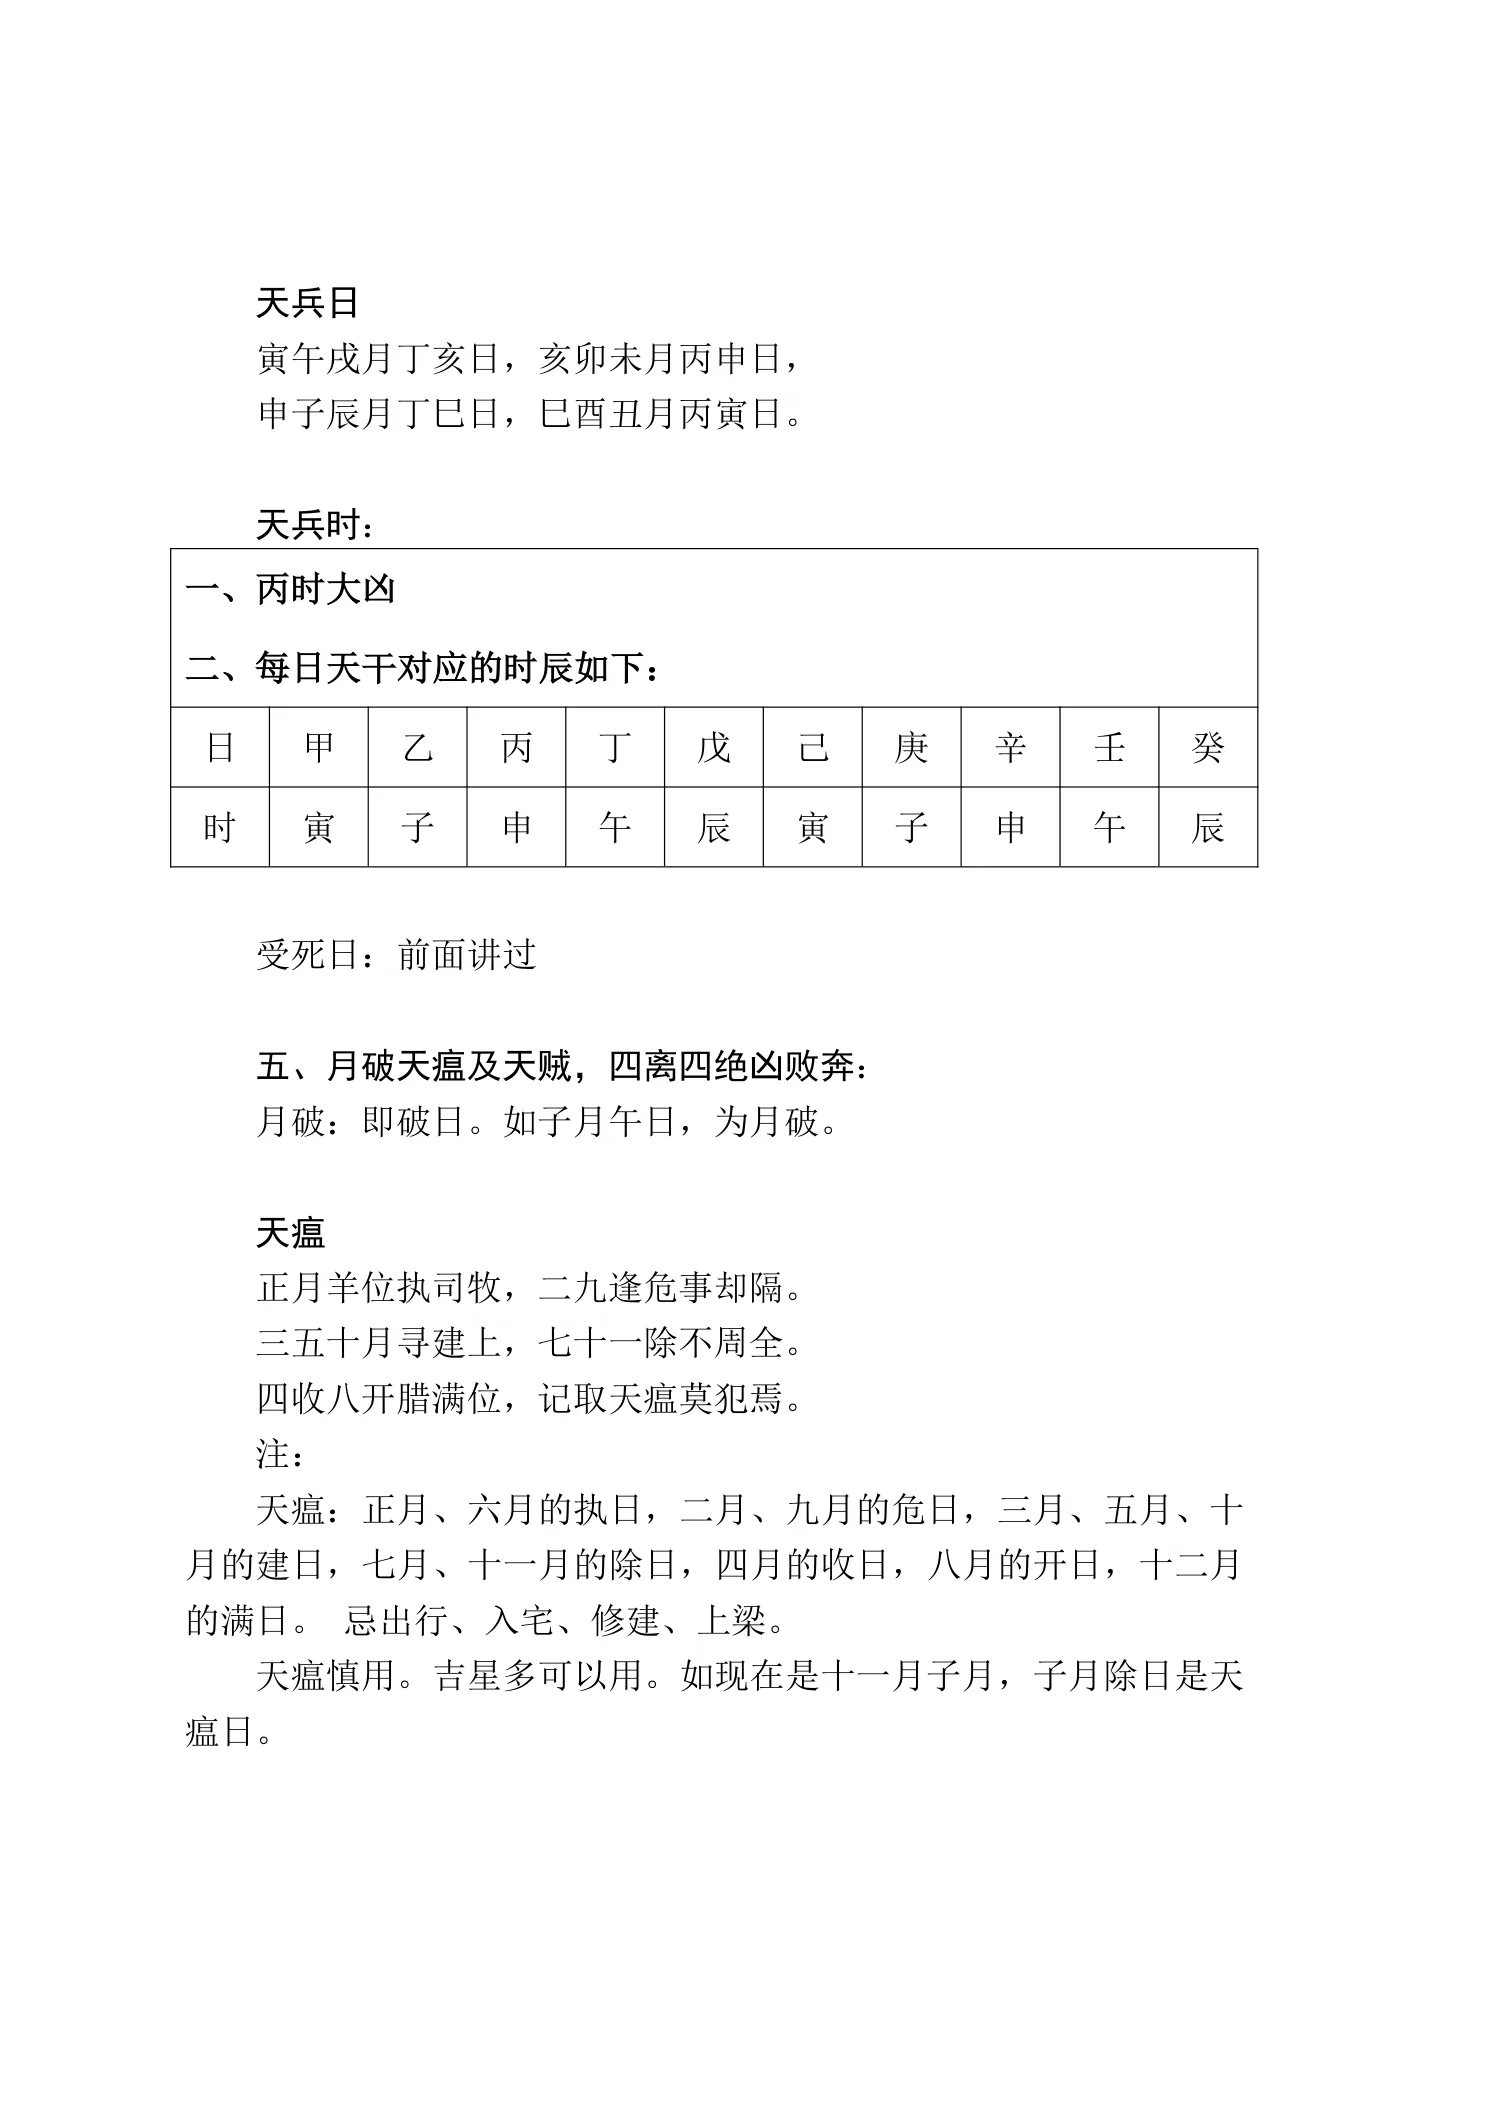 天兵日
寅午戌月丁亥日，亥卯未月丙申日，
申子辰月丁巳日，巳酉丑月丙寅日。
天兵时：
一、丙时大凶
二、每日天干对应的时辰如下：
日 甲 乙 丙 丁 戊 己 庚 辛 壬 癸
时 寅 子 申 午 辰 寅 子 申 午 辰
受死日：前面讲过
五、月破天瘟及天贼，四离四绝凶败奔：
月破：即破日。如子月午日，为月破。
天瘟
正月羊位执司牧，二九逢危事却隔。
三五十月寻建上，七十一除不周全。
四收八开腊满位，记取天瘟莫犯焉。
注：
天瘟：正月、六月的执日，二月、九月的危日，三月、五月、十
月的建日，七月、十一月的除日，四月的收日，八月的开日，十二月
的满日。 忌出行、入宅、修建、上梁。
天瘟慎用。吉星多可以用。如现在是十一月子月，子月除日是天
瘟日。